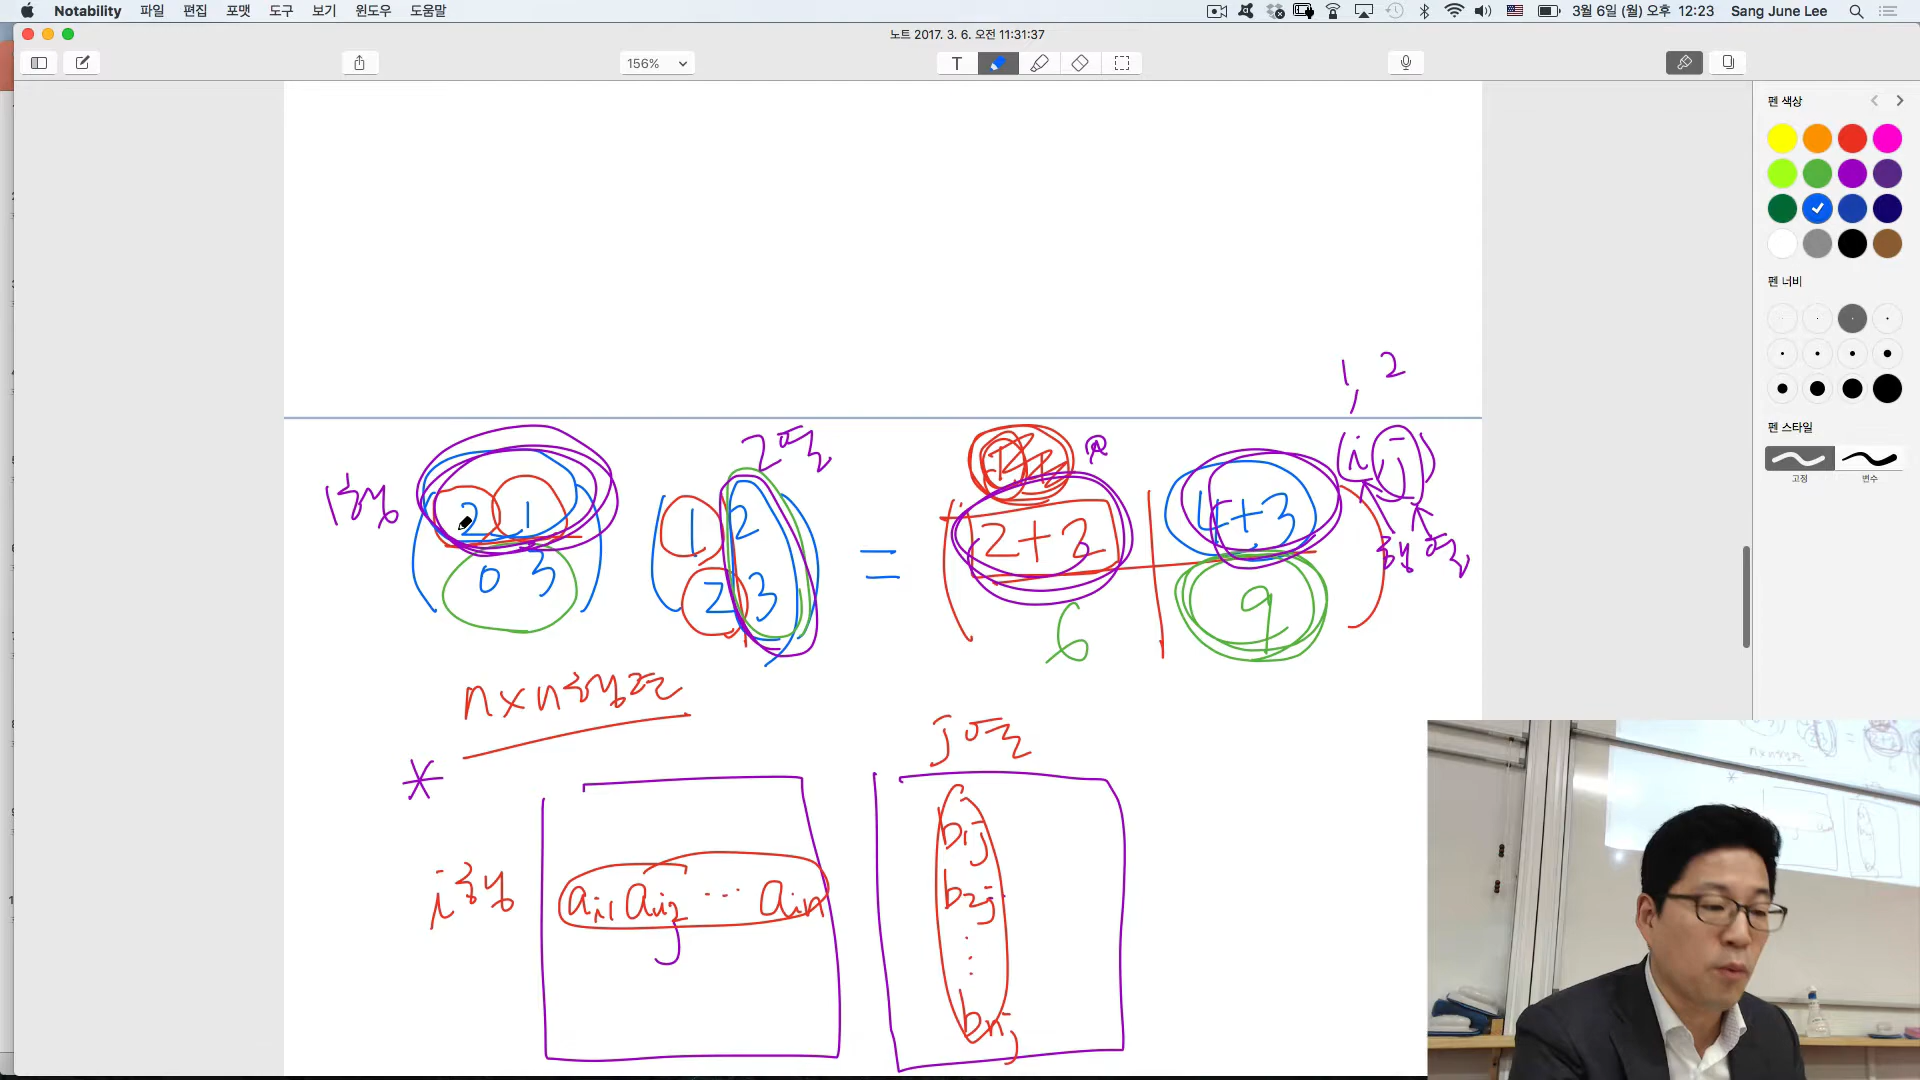 Notability 파일 편집 포맷 도구 보기 윈도우 도움말 3월 6일 (월) 오후 12:23 Sang June Lee
노트 2017. 3. 6. 오전 11:31:37
156% T
펜 색상
펜 너비
펜 스타일
고정 변수
1, 2
1행 2열 (i, j)
2 1 1 2 = 2+2 4+3
행 열
0 3 2 3 6 9
n×n행렬
j열
*
b1j
i행 ai1 ai2 ⋯ ain b2j
j ⋮
bnj